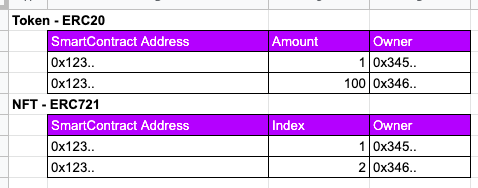 Token - ERC20
SmartContract Address Amount Owner
0x123.. 1 0x345..
0x123.. 100 0x346..
NFT - ERC721
SmartContract Address Index Owner
0x123.. 1 0x345..
0x123.. 2 0x346..